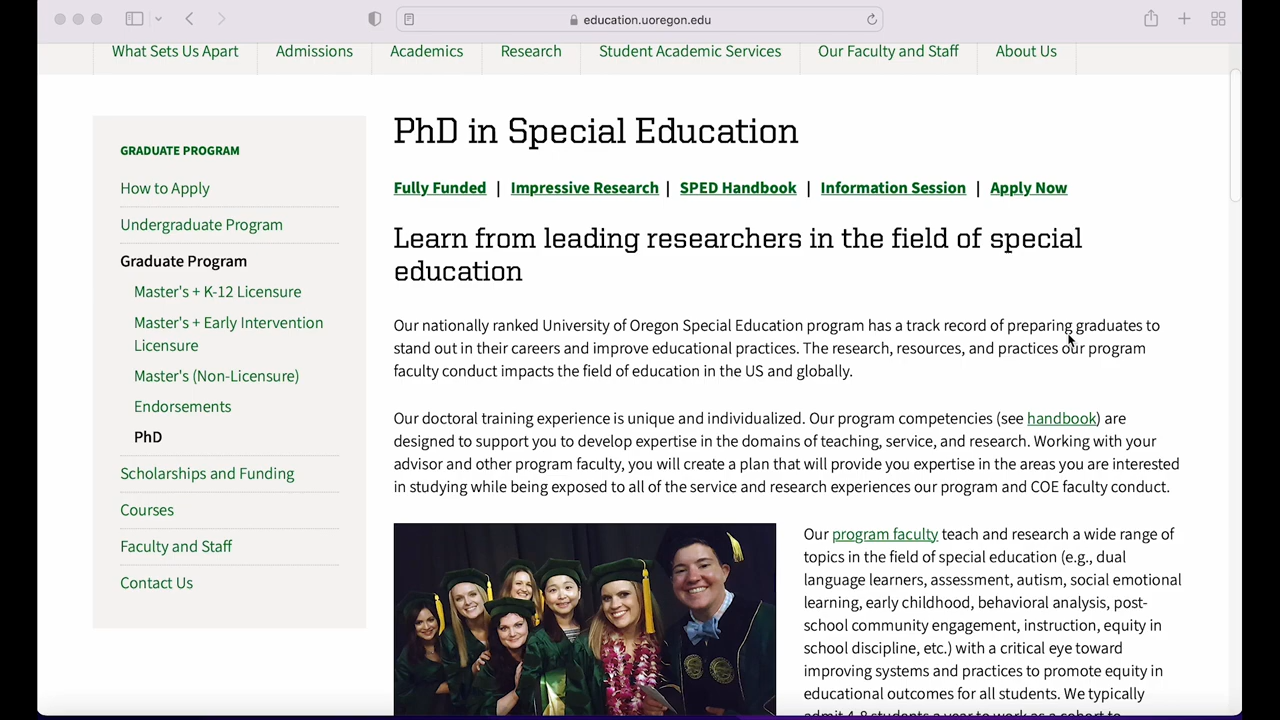 education.uoregon.edu
What Sets Us Apart
Admissions
Academics
Research
Student Academic Services
Our Faculty and Staff
About Us
GRADUATE PROGRAM
How to Apply
Undergraduate Program
Graduate Program
Master's + K-12 Licensure
Master's + Early Intervention
Licensure
Master's (Non-Licensure)
Endorsements
PhD
Scholarships and Funding
Courses
Faculty and Staff
Contact Us
PhD in Special Education
Fully Funded | Impressive Research | SPED Handbook | Information Session | Apply Now
Learn from leading researchers in the field of special
education
Our nationally ranked University of Oregon Special Education program has a track record of preparing graduates to
stand out in their careers and improve educational practices. The research, resources, and practices our program
faculty conduct impacts the field of education in the US and globally.
Our doctoral training experience is unique and individualized. Our program competencies (see handbook) are
designed to support you to develop expertise in the domains of teaching, service, and research. Working with your
advisor and other program faculty, you will create a plan that will provide you expertise in the areas you are interested
in studying while being exposed to all of the service and research experiences our program and COE faculty conduct.
Our program faculty teach and research a wide range of
topics in the field of special education (e.g., dual
language learners, assessment, autism, social emotional
learning, early childhood, behavioral analysis, post-
school community engagement, instruction, equity in
school discipline, etc.) with a critical eye toward
improving systems and practices to promote equity in
educational outcomes for all students. We typically
admit 4-8 students a year to work as a cohort to